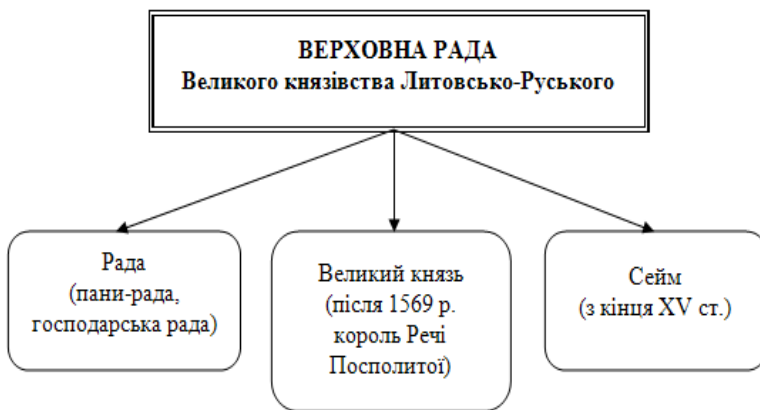 ВЕРХОВНА РАДА
Великого князівства Литовсько-Руського
Рада
(пани-рада,
господарська рада)
Великий князь
(після 1569 р.
король Речі
Посполитої)
Сейм
(з кінця XV ст.)